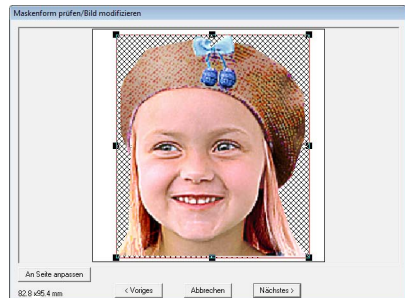 Maskenform prüfen/Bild modifizieren
An Seite anpassen
82.8 x95.4 mm
< Voriges
Abbrechen
Nächstes >